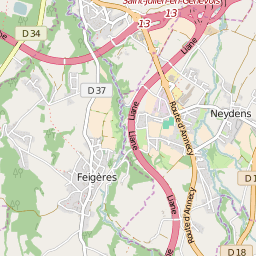 Saint-Julien-en-Genevois
13
13
D 34
Liane
D 37
Liane
Route d'Annecy
Neydens
Liane
Feigères
D 1
Liane
Route d'Annecy
D 18